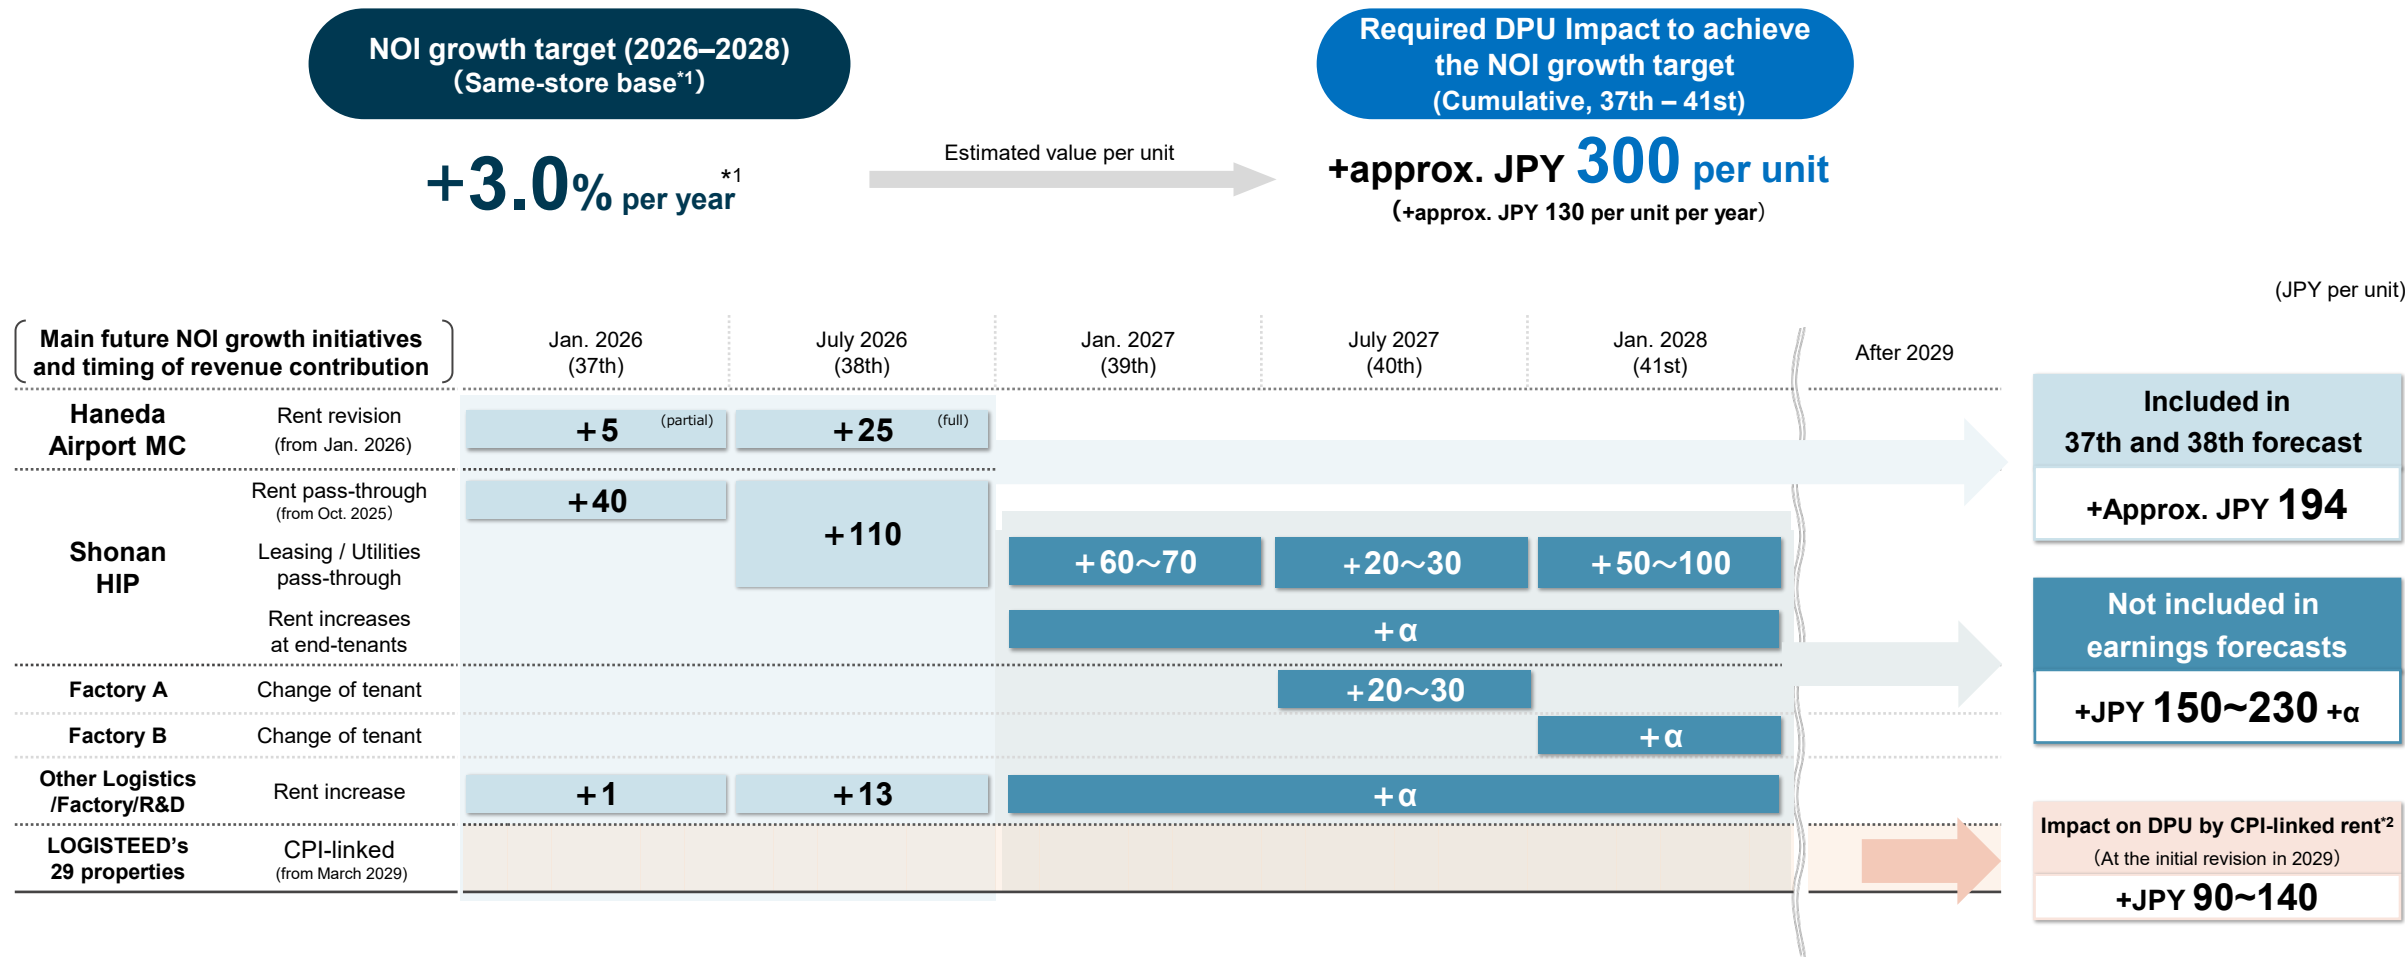 NOI growth target (2026–2028)
（Same-store base*1）
Required DPU Impact to achieve
the NOI growth target
(Cumulative, 37th – 41st)
+3.0% per year*1
Estimated value per unit
+approx. JPY 300 per unit
（+approx. JPY 130 per unit per year）
(JPY per unit)
Main future NOI growth initiatives
and timing of revenue contribution
Jan. 2026
(37th)
July 2026
(38th)
Jan. 2027
(39th)
July 2027
(40th)
Jan. 2028
(41st)
After 2029
Haneda
Airport MC
Rent revision
(from Jan. 2026)
+5 (partial)
+25 (full)
Shonan
HIP
Rent pass-through
(from Oct. 2025）
+40
+110
Leasing / Utilities
pass-through
+60～70
+20～30
+50～100
Rent increases
at end-tenants
+α
Factory A
Change of tenant
+20～30
Factory B
Change of tenant
+α
Other Logistics
/Factory/R&D
Rent increase
+1
+13
+α
LOGISTEED's
29 properties
CPI-linked
(from March 2029)
Included in
37th and 38th forecast
+Approx. JPY 194
Not included in
earnings forecasts
+JPY 150~230 +α
Impact on DPU by CPI-linked rent*2
（At the initial revision in 2029）
+JPY 90~140